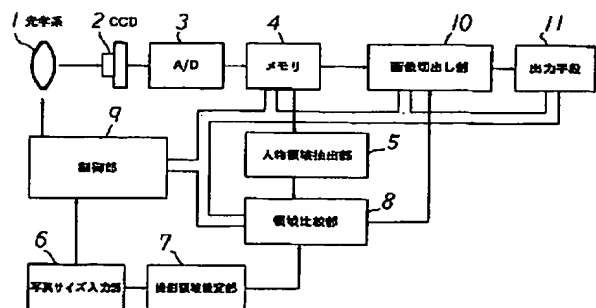 1 光学系
2 CCD
3
A/D
4
メモリ
10
画像切出し部
11
出力手段
9
制御部
人物領域抽出部
5
領域比較部
8
6
写真サイズ入力部
7
撮影領域設定部